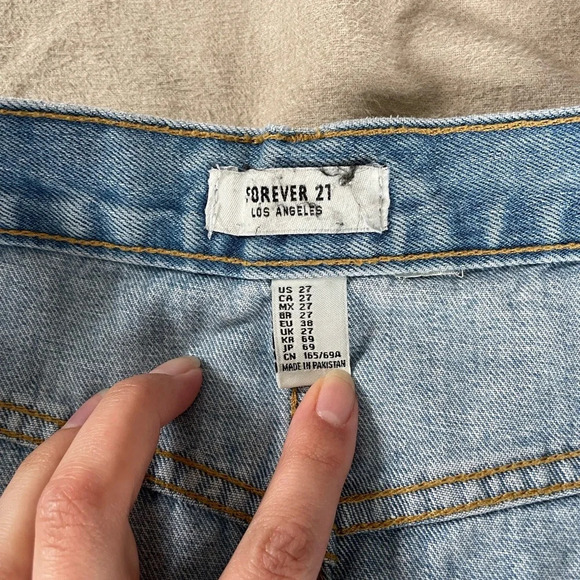 FOREVER 21
LOS ANGELES
US 27
CA 27
MX 27
BR 27
EU 38
UK 27
KR 69
JP 69
CN 165/69A
MADE IN PAKISTAN